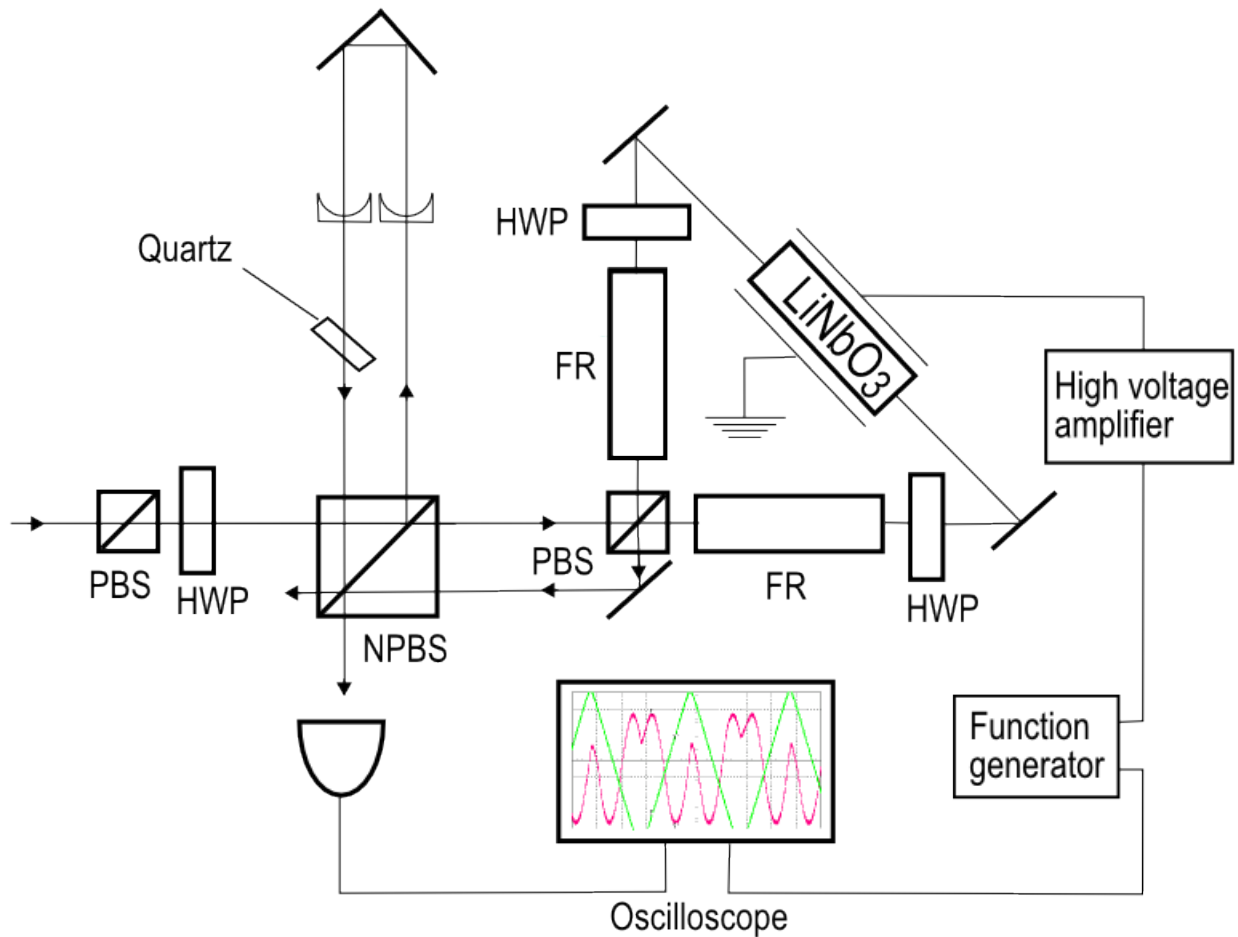 HWP
Quartz
LiNbO3
FR
High voltage
amplifier
PBS
HWP
PBS
FR
HWP
NPBS
Function
generator
Oscilloscope